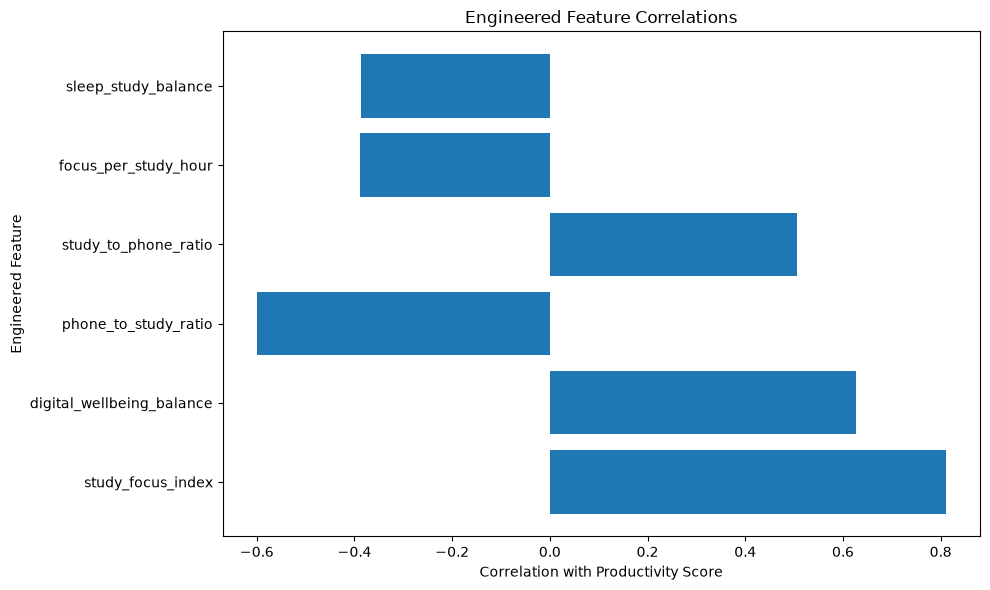 Engineered Feature Correlations
Engineered Feature
sleep_study_balance
focus_per_study_hour
study_to_phone_ratio
phone_to_study_ratio
digital_wellbeing_balance
study_focus_index
−0.6 −0.4 −0.2 0.0 0.2 0.4 0.6 0.8
Correlation with Productivity Score